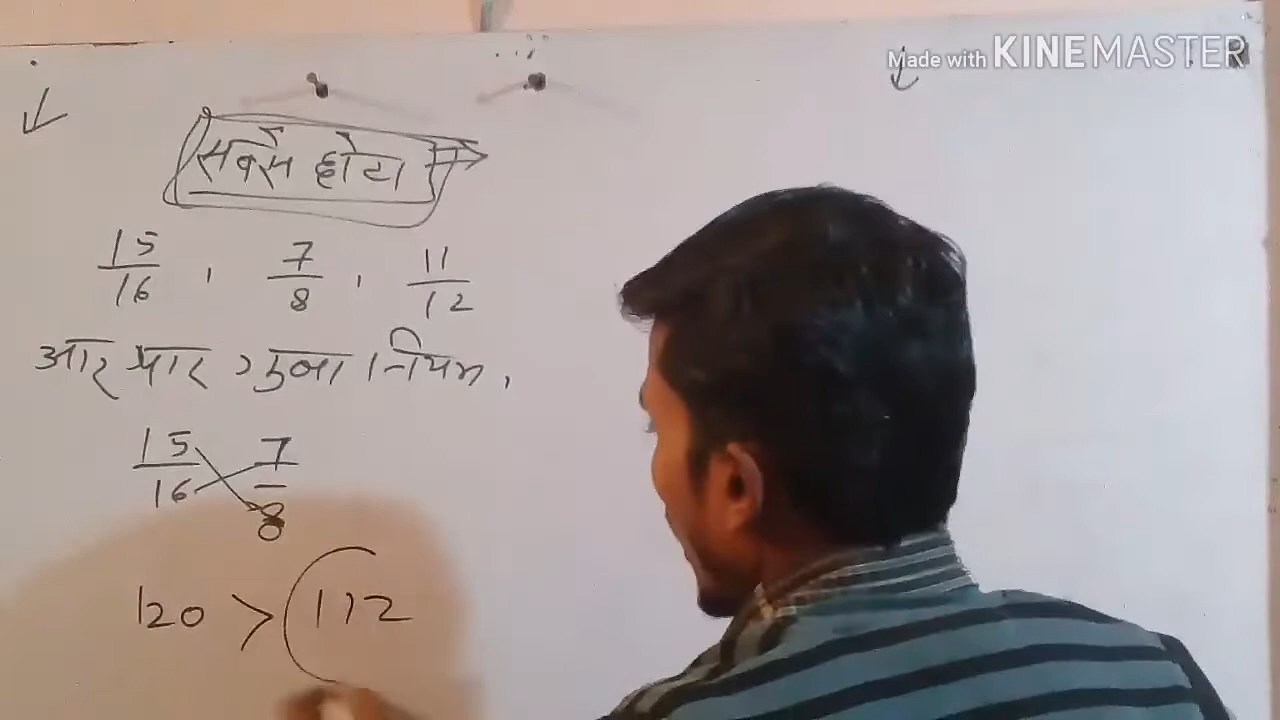 Made with KINEMASTER
सबसे छोटा
15/16 , 7/8 , 11/12
आर पार गुना नियम .
15/16 7/8
120 > 112